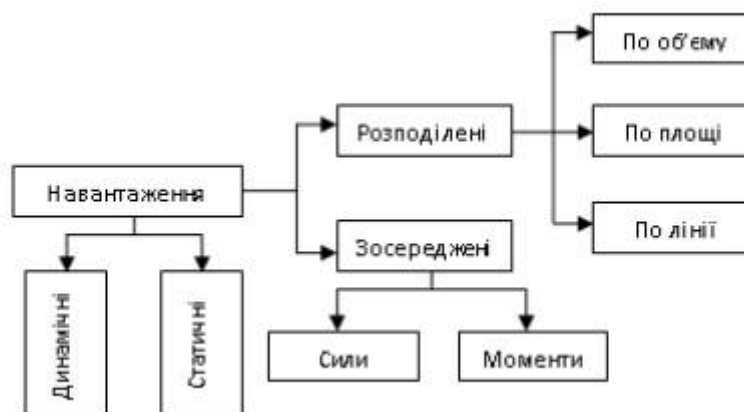 По об'єму
Розподілені
По площі
Навантаження
По лінії
Зосереджені
Динамічні
Статичні
Сили
Моменти